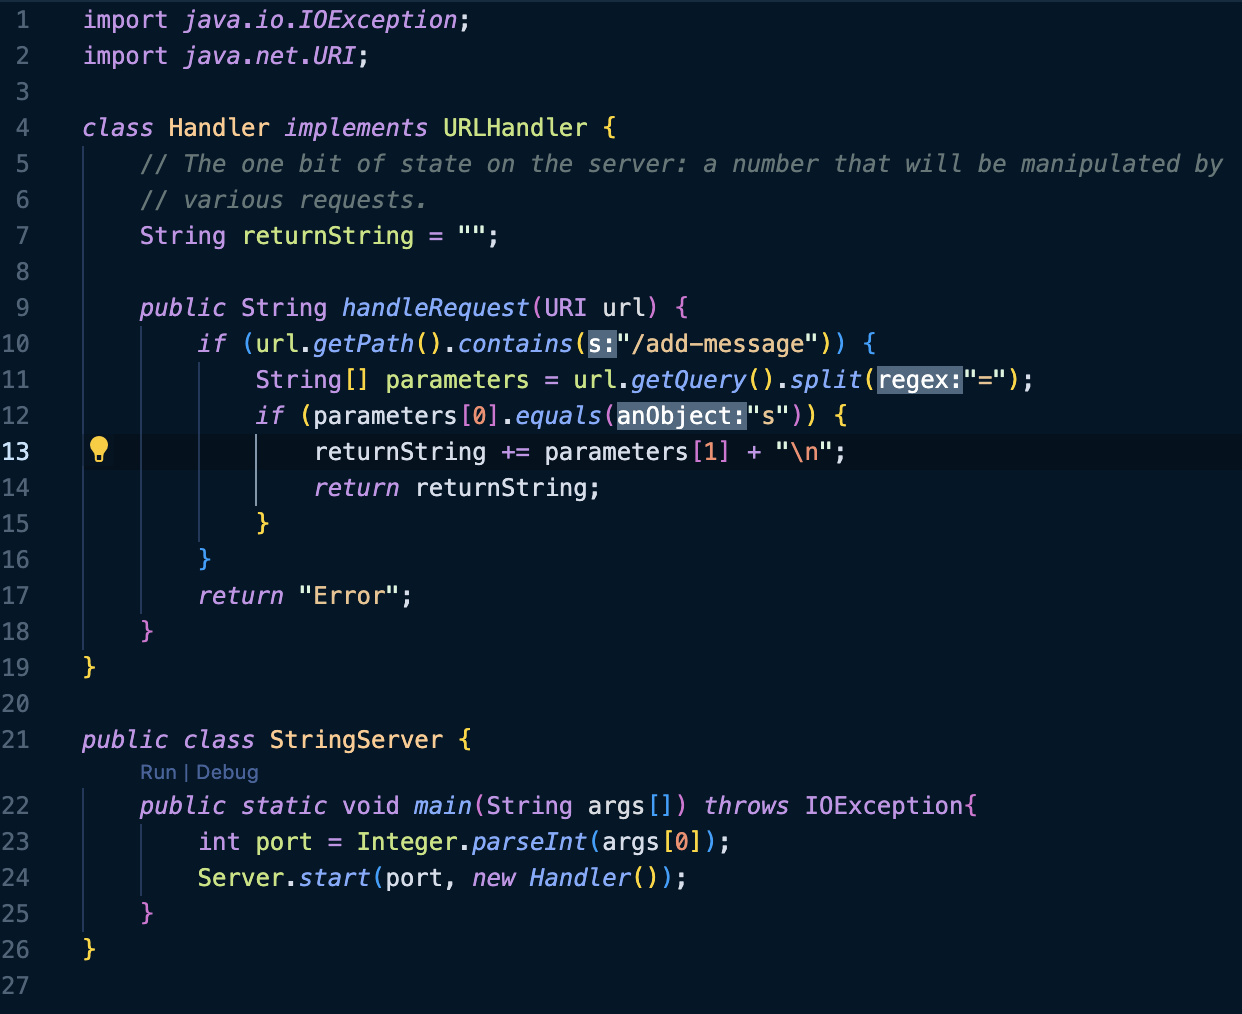 1 import java.io.IOException;
2 import java.net.URI;
3
4 class Handler implements URLHandler {
5 // The one bit of state on the server: a number that will be manipulated by
6 // various requests.
7 String returnString = "";
8
9 public String handleRequest(URI url) {
10 if (url.getPath().contains(s:"/add-message")) {
11 String[] parameters = url.getQuery().split(regex:"=");
12 if (parameters[0].equals(anObject:"s")) {
13 returnString += parameters[1] + "\n";
14 return returnString;
15 }
16 }
17 return "Error";
18 }
19 }
20
21 public class StringServer {
Run | Debug
22 public static void main(String args[]) throws IOException{
23 int port = Integer.parseInt(args[0]);
24 Server.start(port, new Handler());
25 }
26 }
27